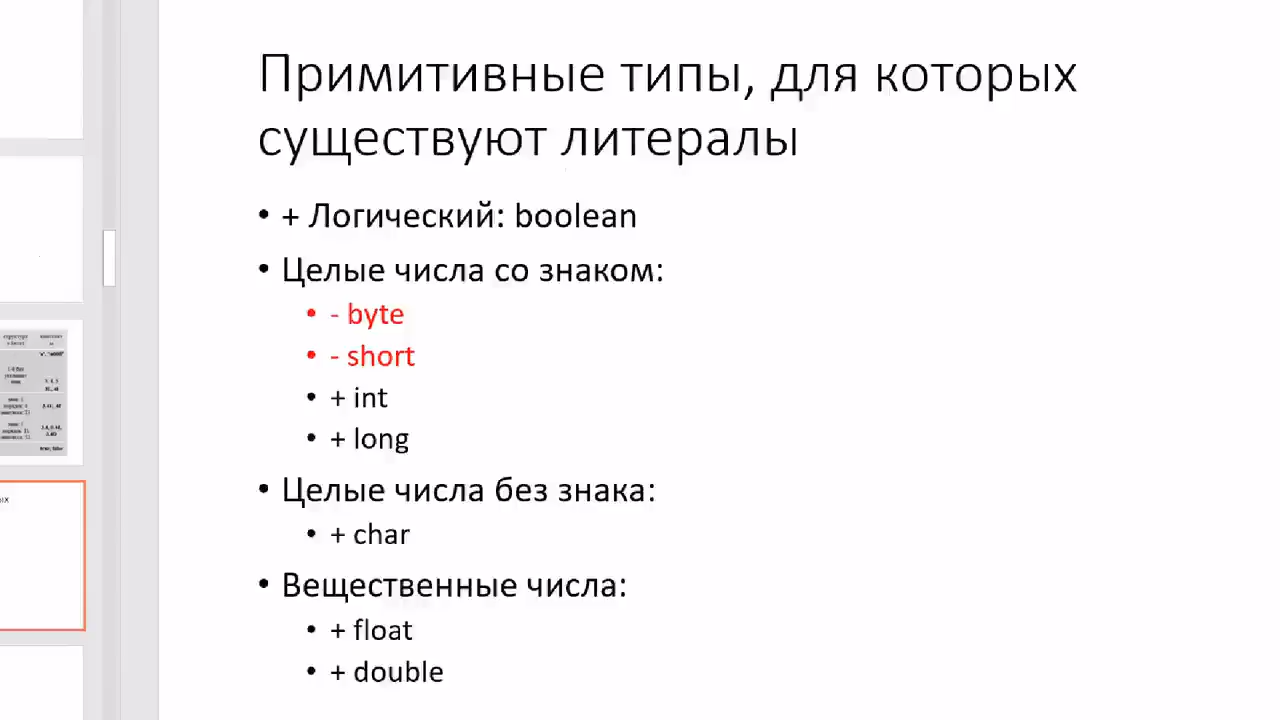 Примитивные типы, для которых
существуют литералы
• + Логический: boolean
• Целые числа со знаком:
• - byte
• - short
• + int
• + long
• Целые числа без знака:
• + char
• Вещественные числа:
• + float
• + double